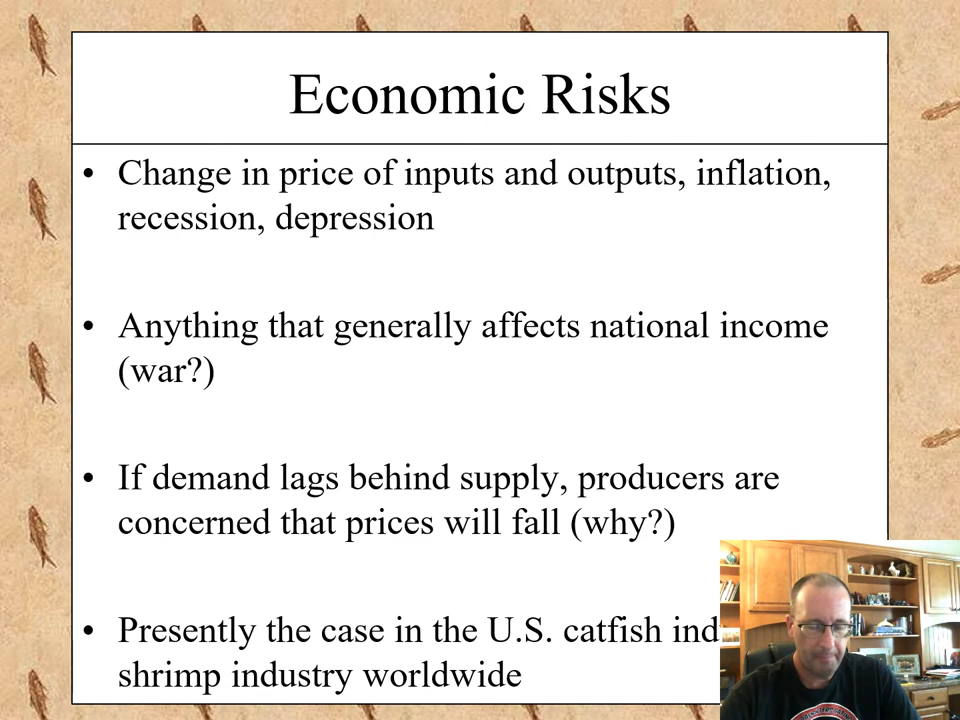 Economic Risks
• Change in price of inputs and outputs, inflation,
recession, depression
• Anything that generally affects national income
(war?)
• If demand lags behind supply, producers are
concerned that prices will fall (why?)
• Presently the case in the U.S. catfish
shrimp industry worldwide